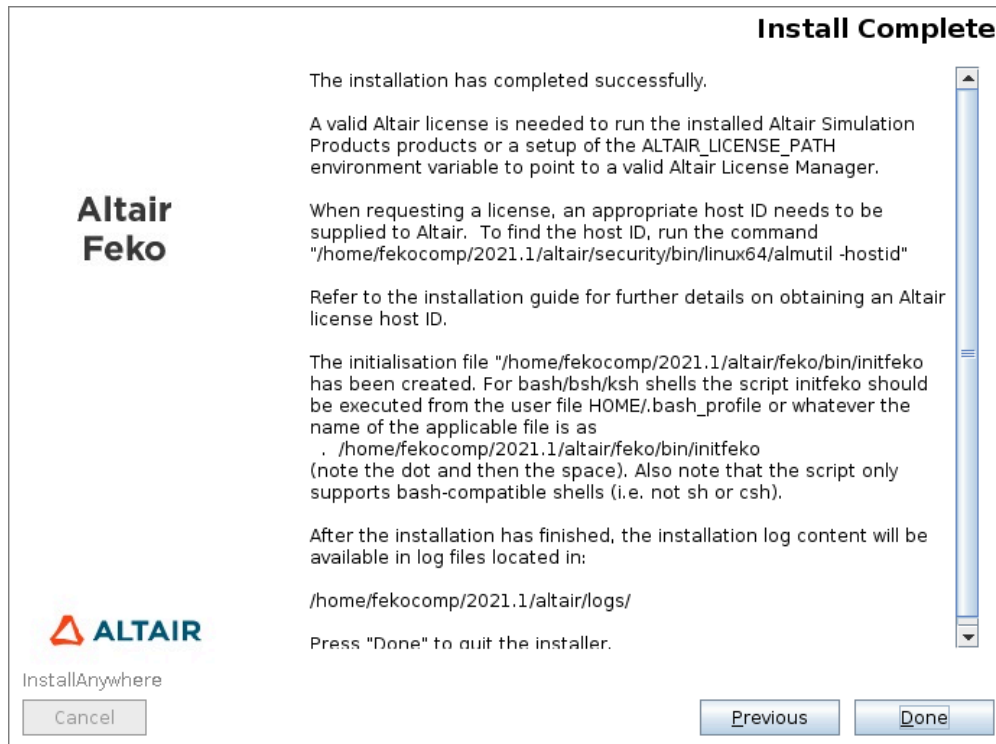 Install Complete
The installation has completed successfully.
A valid Altair license is needed to run the installed Altair Simulation
Products products or a setup of the ALTAIR_LICENSE_PATH
environment variable to point to a valid Altair License Manager.
When requesting a license, an appropriate host ID needs to be
supplied to Altair.  To find the host ID, run the command
"/home/fekocomp/2021.1/altair/security/bin/linux64/almutil -hostid"
Refer to the installation guide for further details on obtaining an Altair
license host ID.
The initialisation file "/home/fekocomp/2021.1/altair/feko/bin/initfeko
has been created. For bash/bsh/ksh shells the script initfeko should
be executed from the user file HOME/.bash_profile or whatever the
name of the applicable file is as
.  /home/fekocomp/2021.1/altair/feko/bin/initfeko
(note the dot and then the space). Also note that the script only
supports bash-compatible shells (i.e. not sh or csh).
After the installation has finished, the installation log content will be
available in log files located in:
/home/fekocomp/2021.1/altair/logs/
Press "Done" to quit the installer.
Altair
Feko
ALTAIR
InstallAnywhere
Cancel
Previous
Done